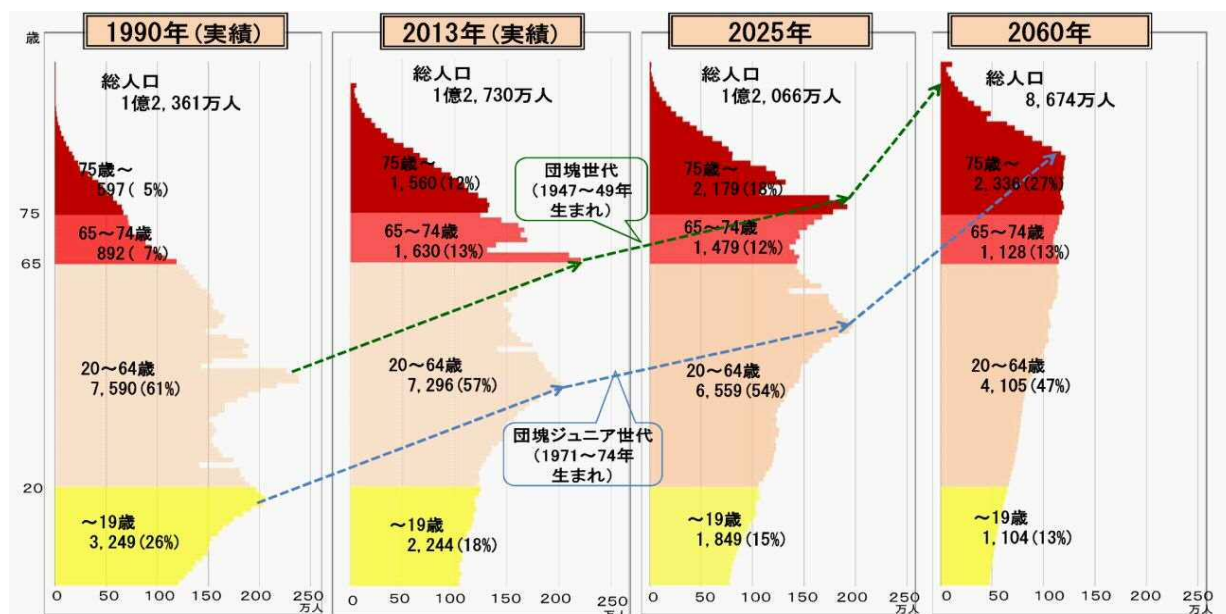 1990年(実績)
2013年(実績)
2025年
2060年
歳
総人口
1億2,361万人
75歳～
597( 5%)
65～74歳
892( 7%)
20～64歳
7,590(61%)
～19歳
3,249(26%)
75
65
20
0 50 100 150 200 250
万人
総人口
1億2,730万人
75歳～
1,560(12%)
65～74歳
1,630(13%)
20～64歳
7,296(57%)
～19歳
2,244(18%)
0 50 100 150 200 250
万人
団塊世代
(1947～49年
生まれ)
団塊ジュニア世代
(1971～74年
生まれ)
総人口
1億2,066万人
75歳～
2,179(18%)
65～74歳
1,479(12%)
20～64歳
6,559(54%)
～19歳
1,849(15%)
0 50 100 150 200 250
万人
総人口
8,674万人
75歳～
2,336(27%)
65～74歳
1,128(13%)
20～64歳
4,105(47%)
～19歳
1,104(13%)
0 50 100 150 200 250
万人